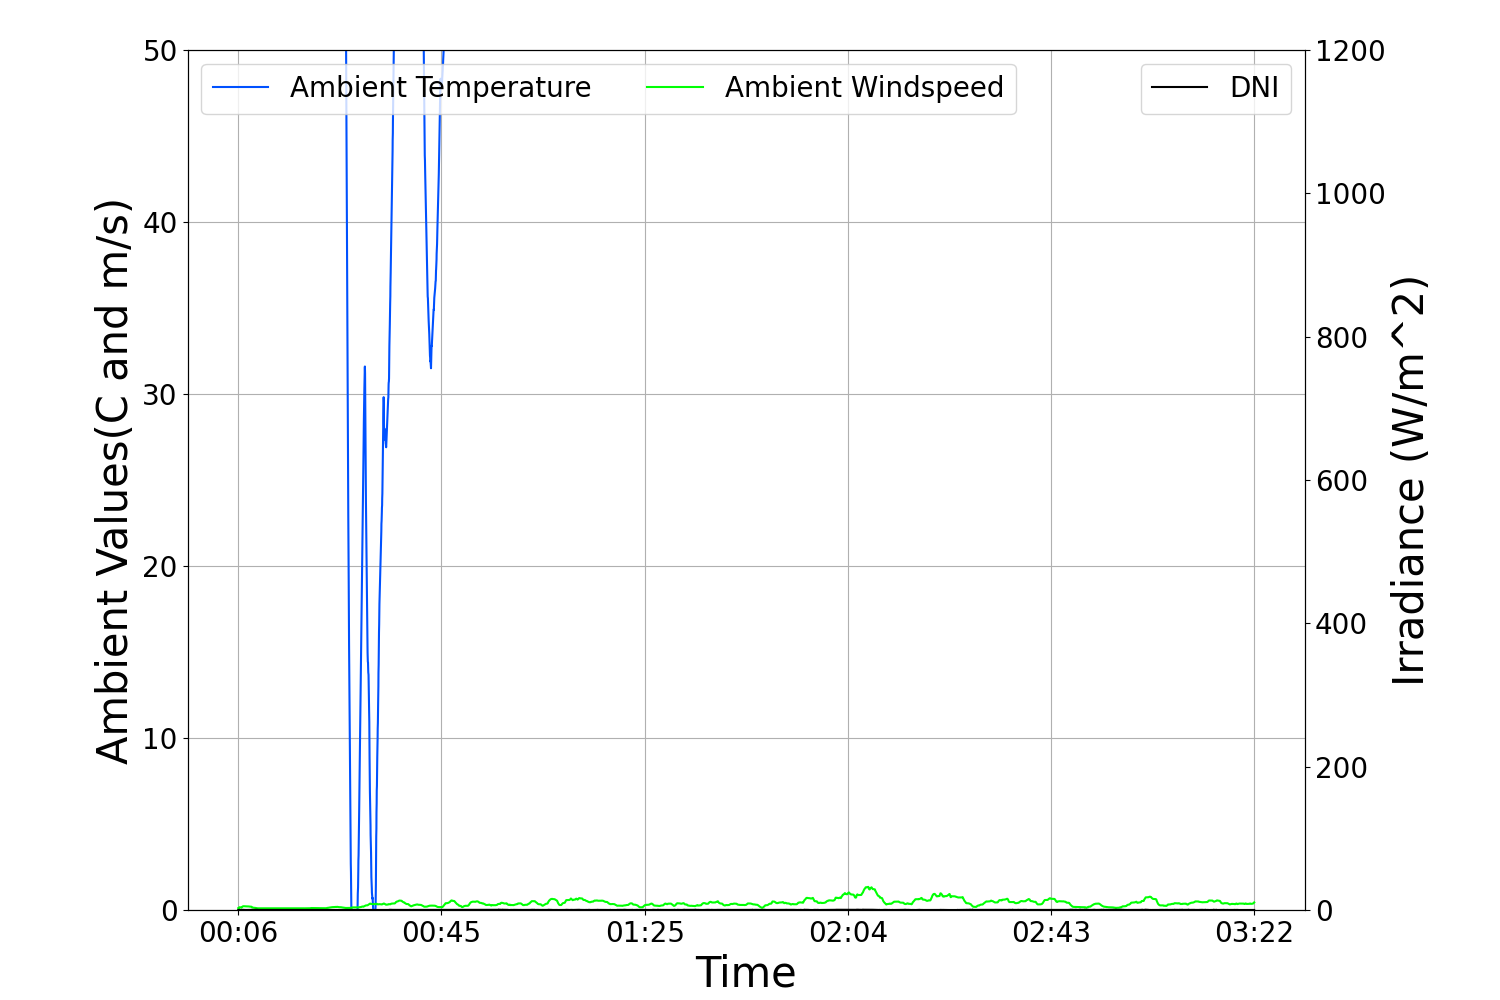 Ambient Temperature
Ambient Windspeed
DNI
Ambient Values(C and m/s)
50
40
30
20
10
0
1200
1000
800
600
400
200
0
Irradiance (W/m^2)
00:06 00:45 01:25 02:04 02:43 03:22
Time